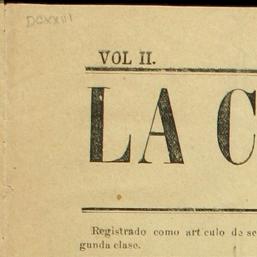 DCXXIII
VOL II.
LA C
Registrado como art culo de se
gunda clase.